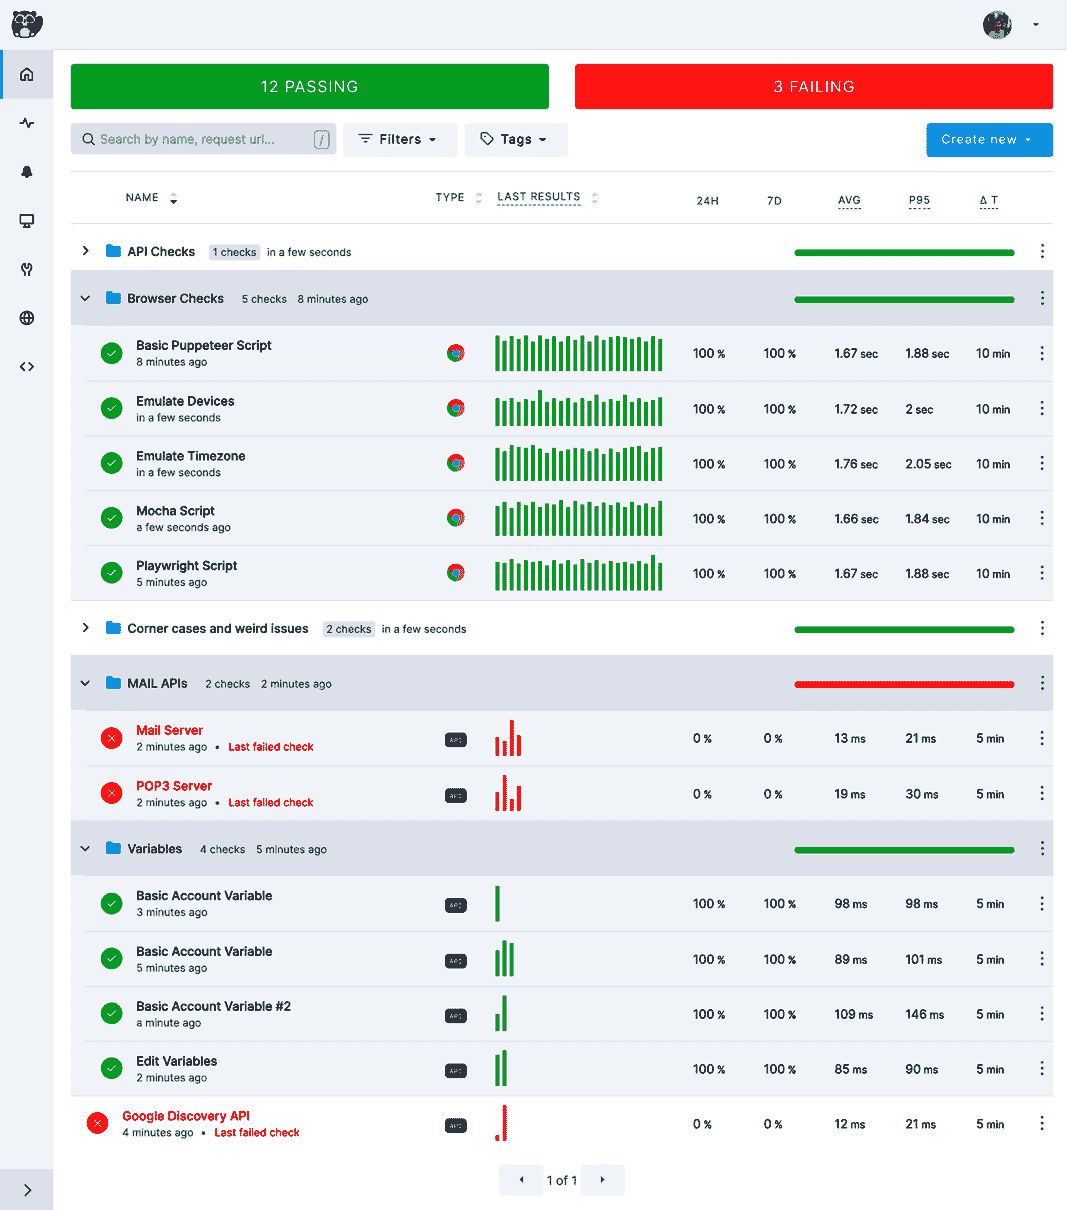 12 PASSING
3 FAILING
Search by name, request url...
/
Filters
Tags
Create new
NAME
TYPE
LAST RESULTS
24H
7D
AVG
P95
Δ T
API Checks 1 checks in a few seconds
Browser Checks 5 checks 8 minutes ago
Basic Puppeteer Script
8 minutes ago
100 % 100 % 1.67 sec 1.88 sec 10 min
Emulate Devices
in a few seconds
100 % 100 % 1.72 sec 2 sec 10 min
Emulate Timezone
in a few seconds
100 % 100 % 1.76 sec 2.05 sec 10 min
Mocha Script
a few seconds ago
100 % 100 % 1.66 sec 1.84 sec 10 min
Playwright Script
5 minutes ago
100 % 100 % 1.67 sec 1.88 sec 10 min
Corner cases and weird issues 2 checks in a few seconds
MAIL APIs 2 checks 2 minutes ago
Mail Server
2 minutes ago • Last failed check
API 0 % 0 % 13 ms 21 ms 5 min
POP3 Server
2 minutes ago • Last failed check
API 0 % 0 % 19 ms 30 ms 5 min
Variables 4 checks 5 minutes ago
Basic Account Variable
3 minutes ago
API 100 % 100 % 98 ms 98 ms 5 min
Basic Account Variable
5 minutes ago
API 100 % 100 % 89 ms 101 ms 5 min
Basic Account Variable #2
a minute ago
API 100 % 100 % 109 ms 146 ms 5 min
Edit Variables
2 minutes ago
API 100 % 100 % 85 ms 90 ms 5 min
Google Discovery API
4 minutes ago • Last failed check
API 0 % 0 % 12 ms 21 ms 5 min
1 of 1